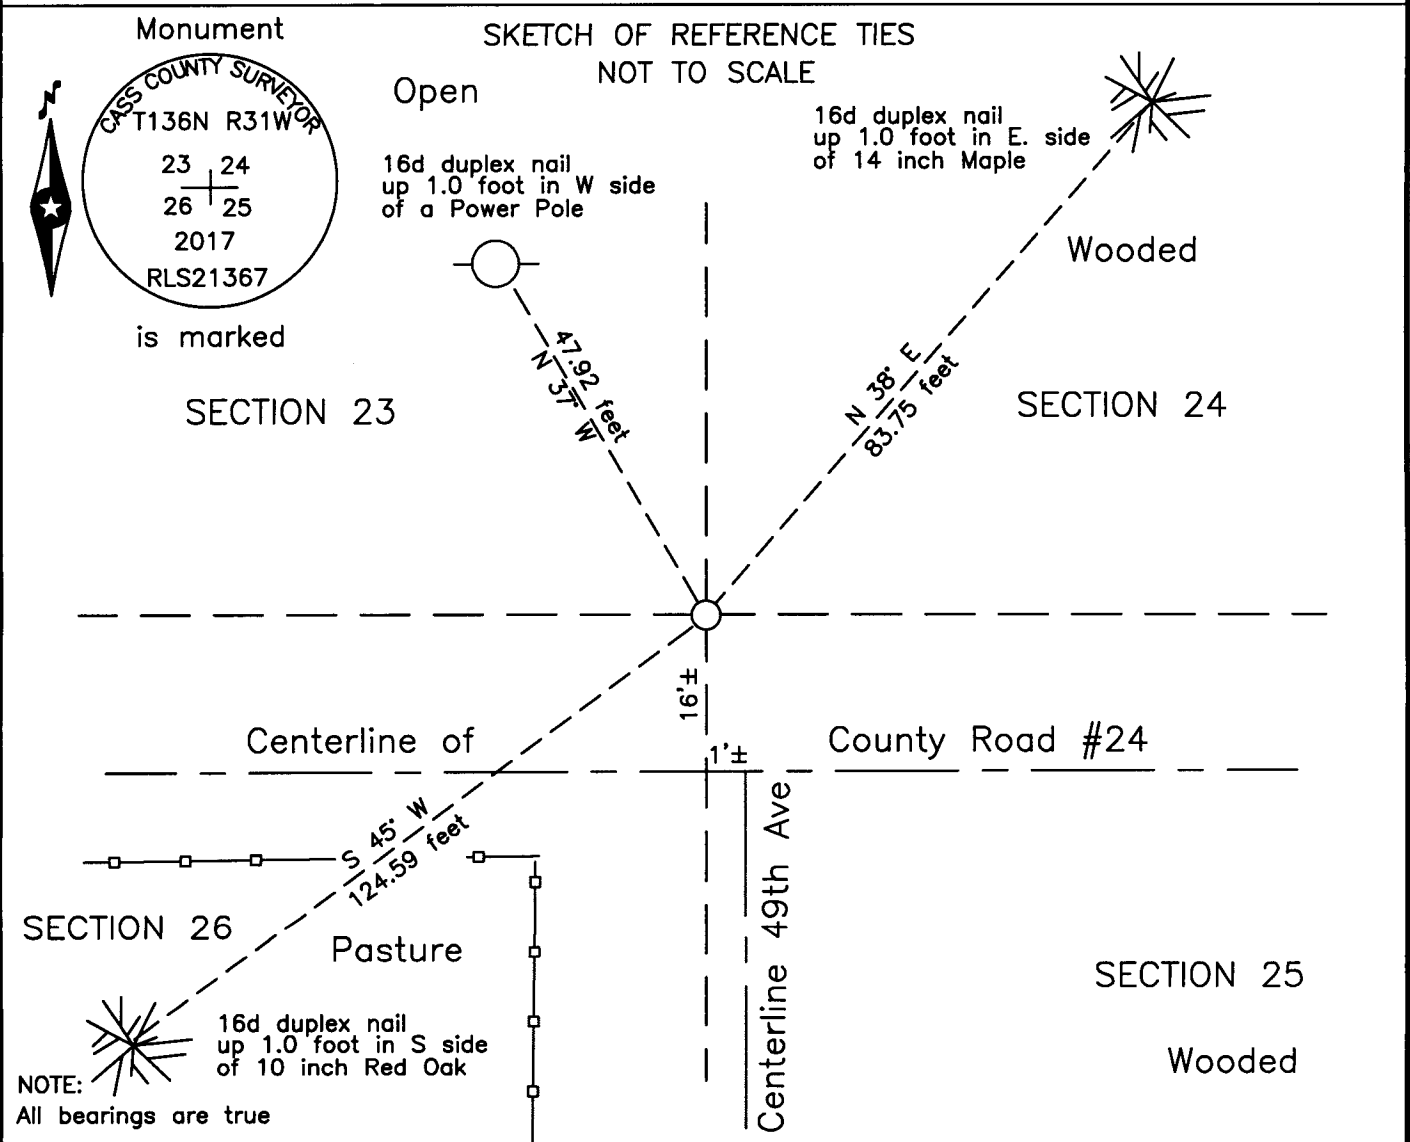 Monument
SKETCH OF REFERENCE TIES
NOT TO SCALE
N
CASS COUNTY SURVEYOR
T136N R31W
23 24
26 25
2017
RLS21367
is marked
Open
16d duplex nail
up 1.0 foot in W side
of a Power Pole
16d duplex nail
up 1.0 foot in E. side
of 14 inch Maple
Wooded
47.92 feet
N 37° W
N 38° E
83.75 feet
SECTION 23
SECTION 24
16'±
Centerline of
County Road #24
1'±
S 45° W
124.59 feet
Centerline 49th Ave
SECTION 26
Pasture
SECTION 25
16d duplex nail
up 1.0 foot in S side
of 10 inch Red Oak
Wooded
NOTE:
All bearings are true